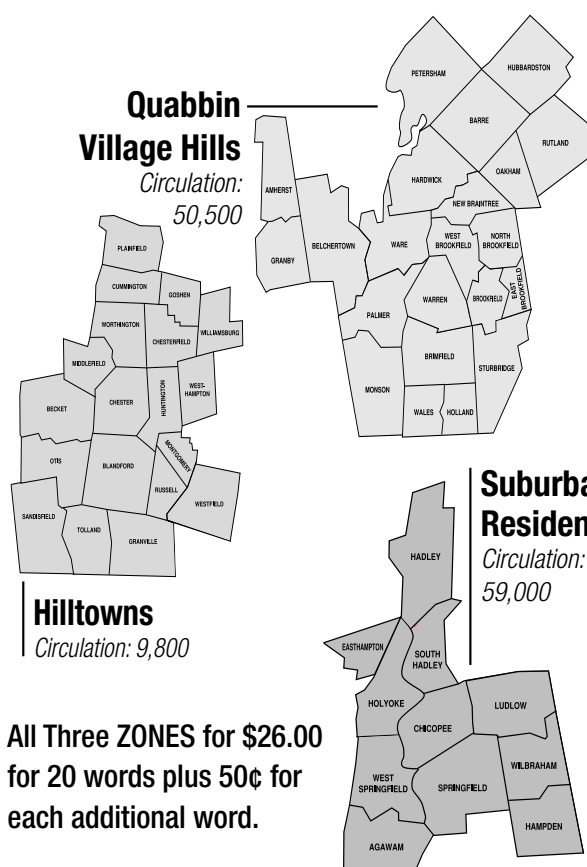 Quabbin
Village Hills
Circulation:
50,500
PETERSHAM
HUBBARDSTON
BARRE
RUTLAND
OAKHAM
HARDWICK
NEW BRAINTREE
AMHERST
BELCHERTOWN
GRANBY
WARE
WEST
BROOKFIELD
NORTH
BROOKFIELD
EAST
BROOKFIELD
BROOKFIELD
WARREN
PALMER
BRIMFIELD
STURBRIDGE
MONSON
WALES
HOLLAND
PLAINFIELD
CUMMINGTON
GOSHEN
WORTHINGTON
WILLIAMSBURG
CHESTERFIELD
MIDDLEFIELD
WEST-
HAMPTON
HUNTINGTON
CHESTER
BECKET
MONTGOMERY
OTIS
BLANDFORD
RUSSELL
WESTFIELD
SANDISFIELD
TOLLAND
GRANVILLE
Hilltowns
Circulation: 9,800
Suburba
Residen
Circulation:
59,000
HADLEY
EASTHAMPTON
SOUTH
HADLEY
HOLYOKE
LUDLOW
CHICOPEE
WILBRAHAM
WEST
SPRINGFIELD
SPRINGFIELD
HAMPDEN
AGAWAM
All Three ZONES for $26.00
for 20 words plus 50¢ for
each additional word.